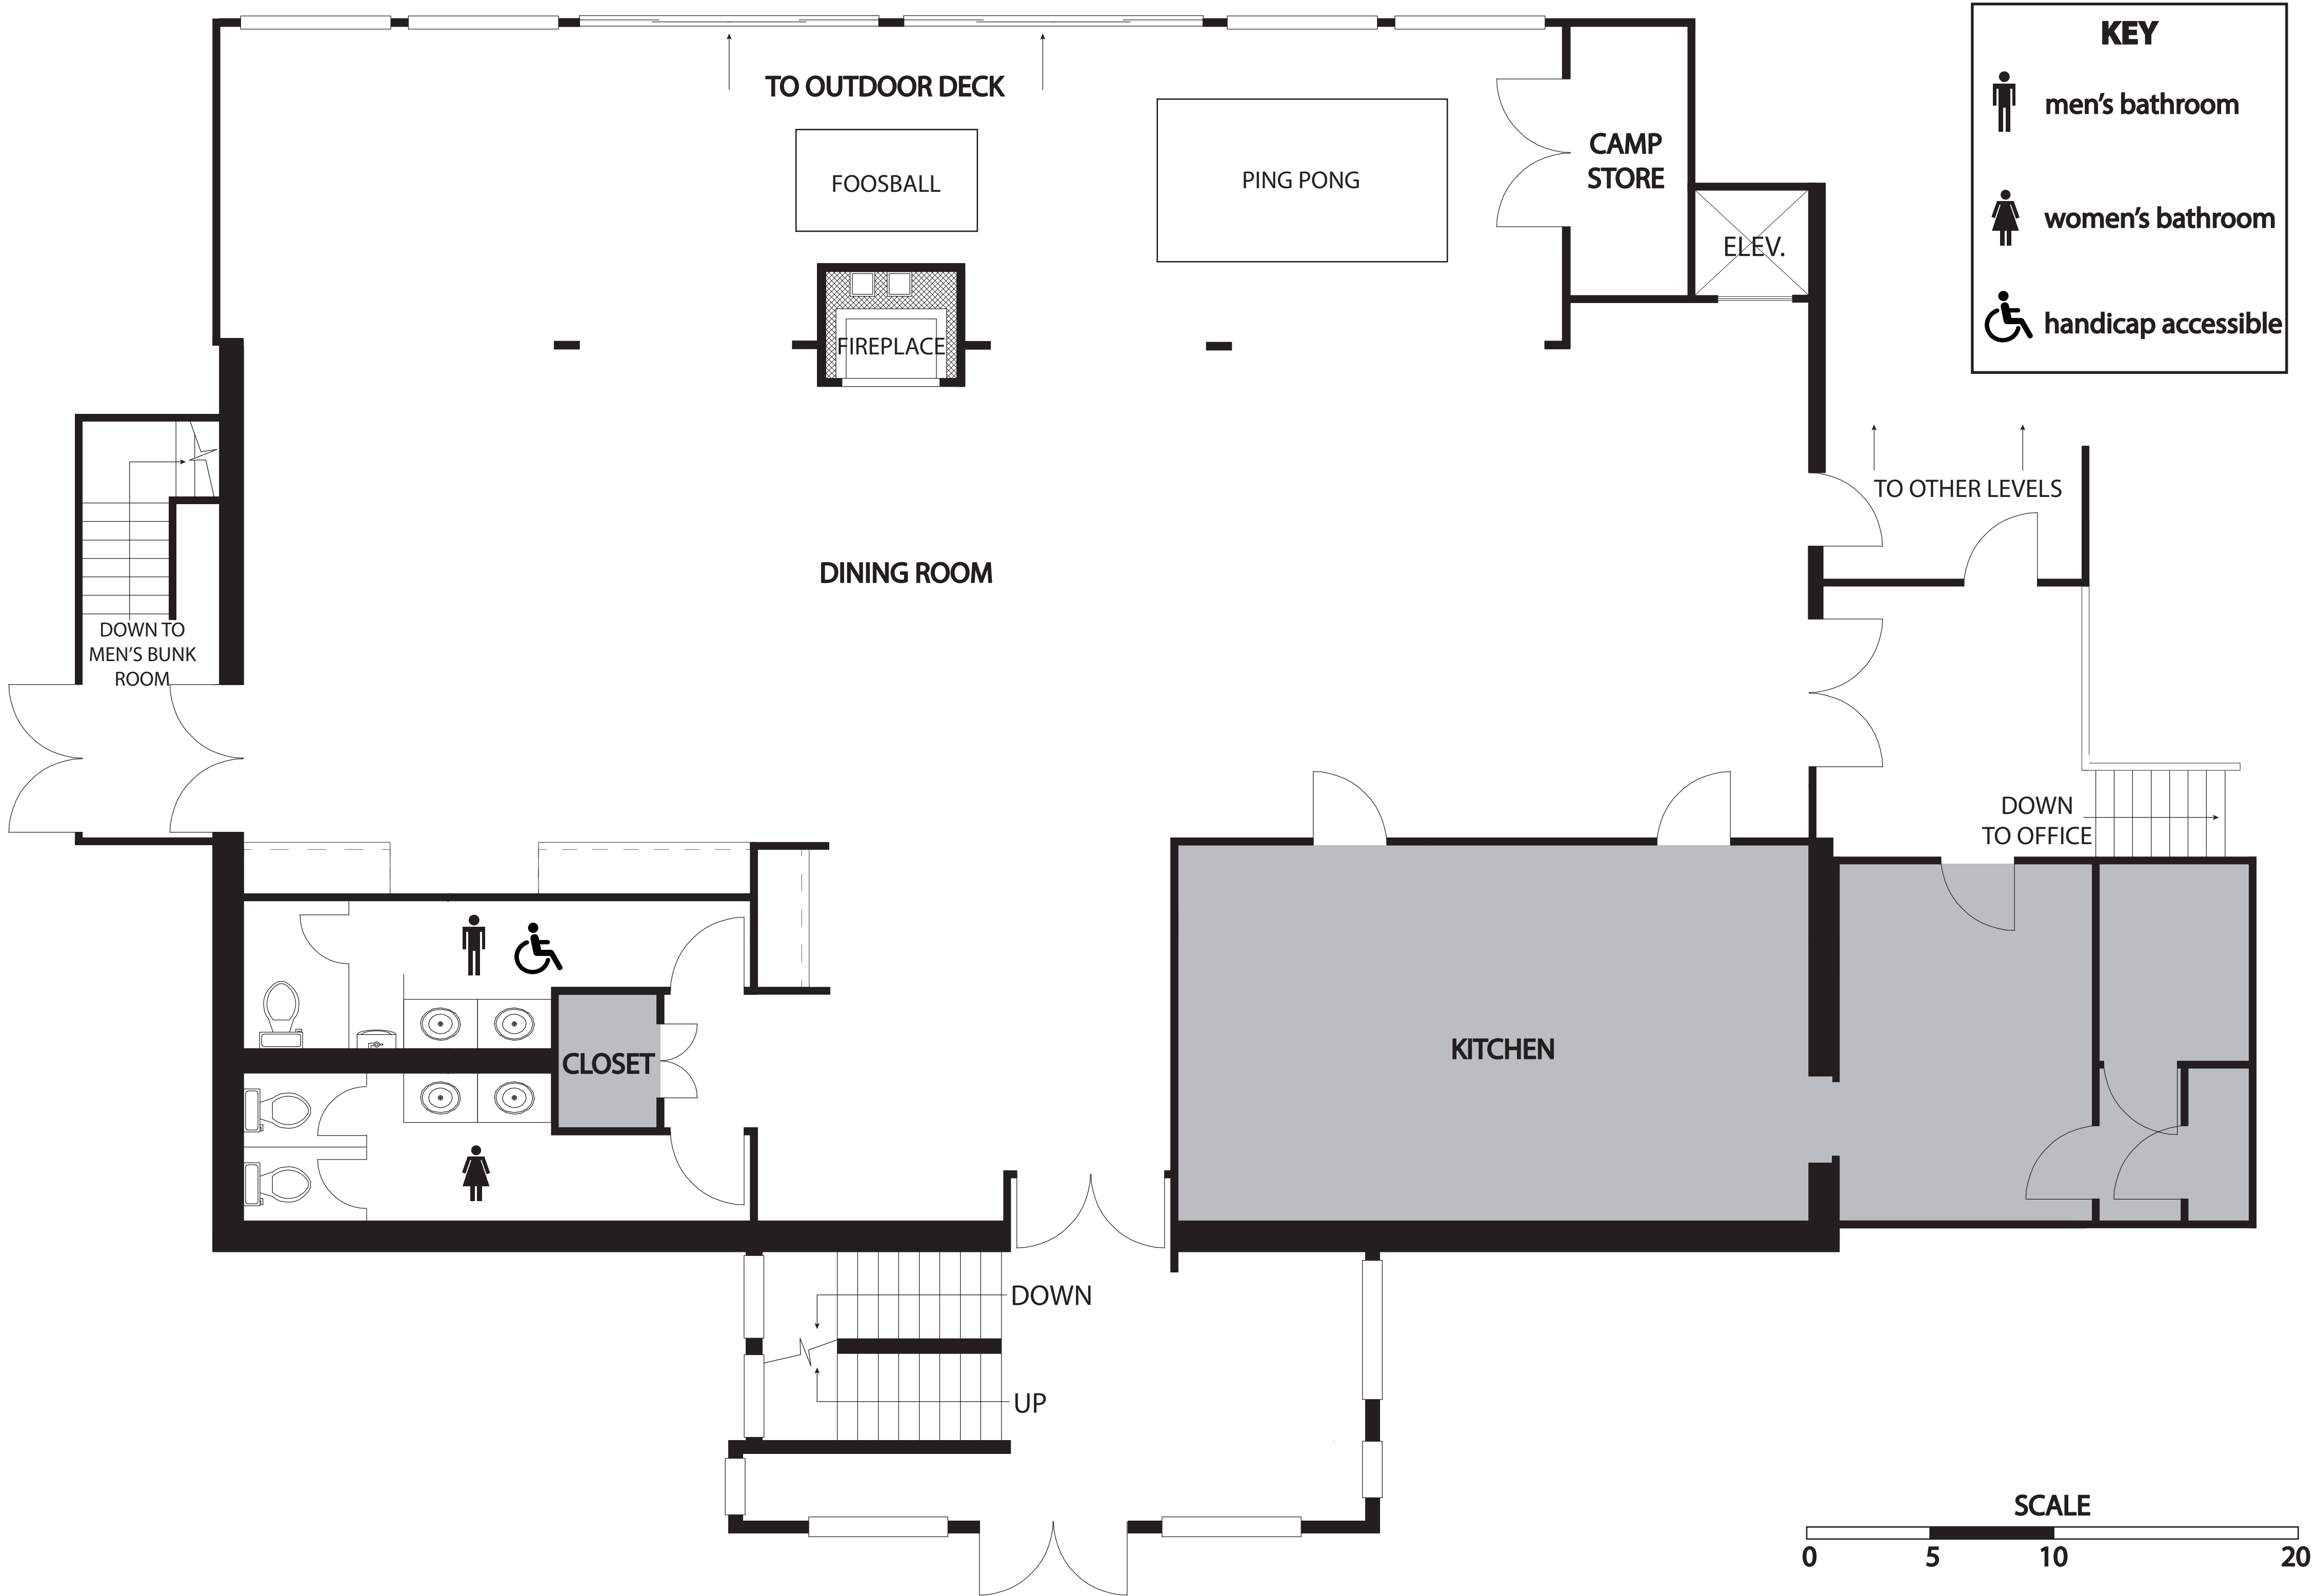 TO OUTDOOR DECK
FOOSBALL
PING PONG
CAMP
STORE
ELEV.
FIREPLACE
KEY
men’s bathroom
women’s bathroom
handicap accessible
TO OTHER LEVELS
DINING ROOM
DOWN TO
MEN’S BUNK
ROOM
DOWN
TO OFFICE
CLOSET
KITCHEN
DOWN
UP
SCALE
0 5 10 20